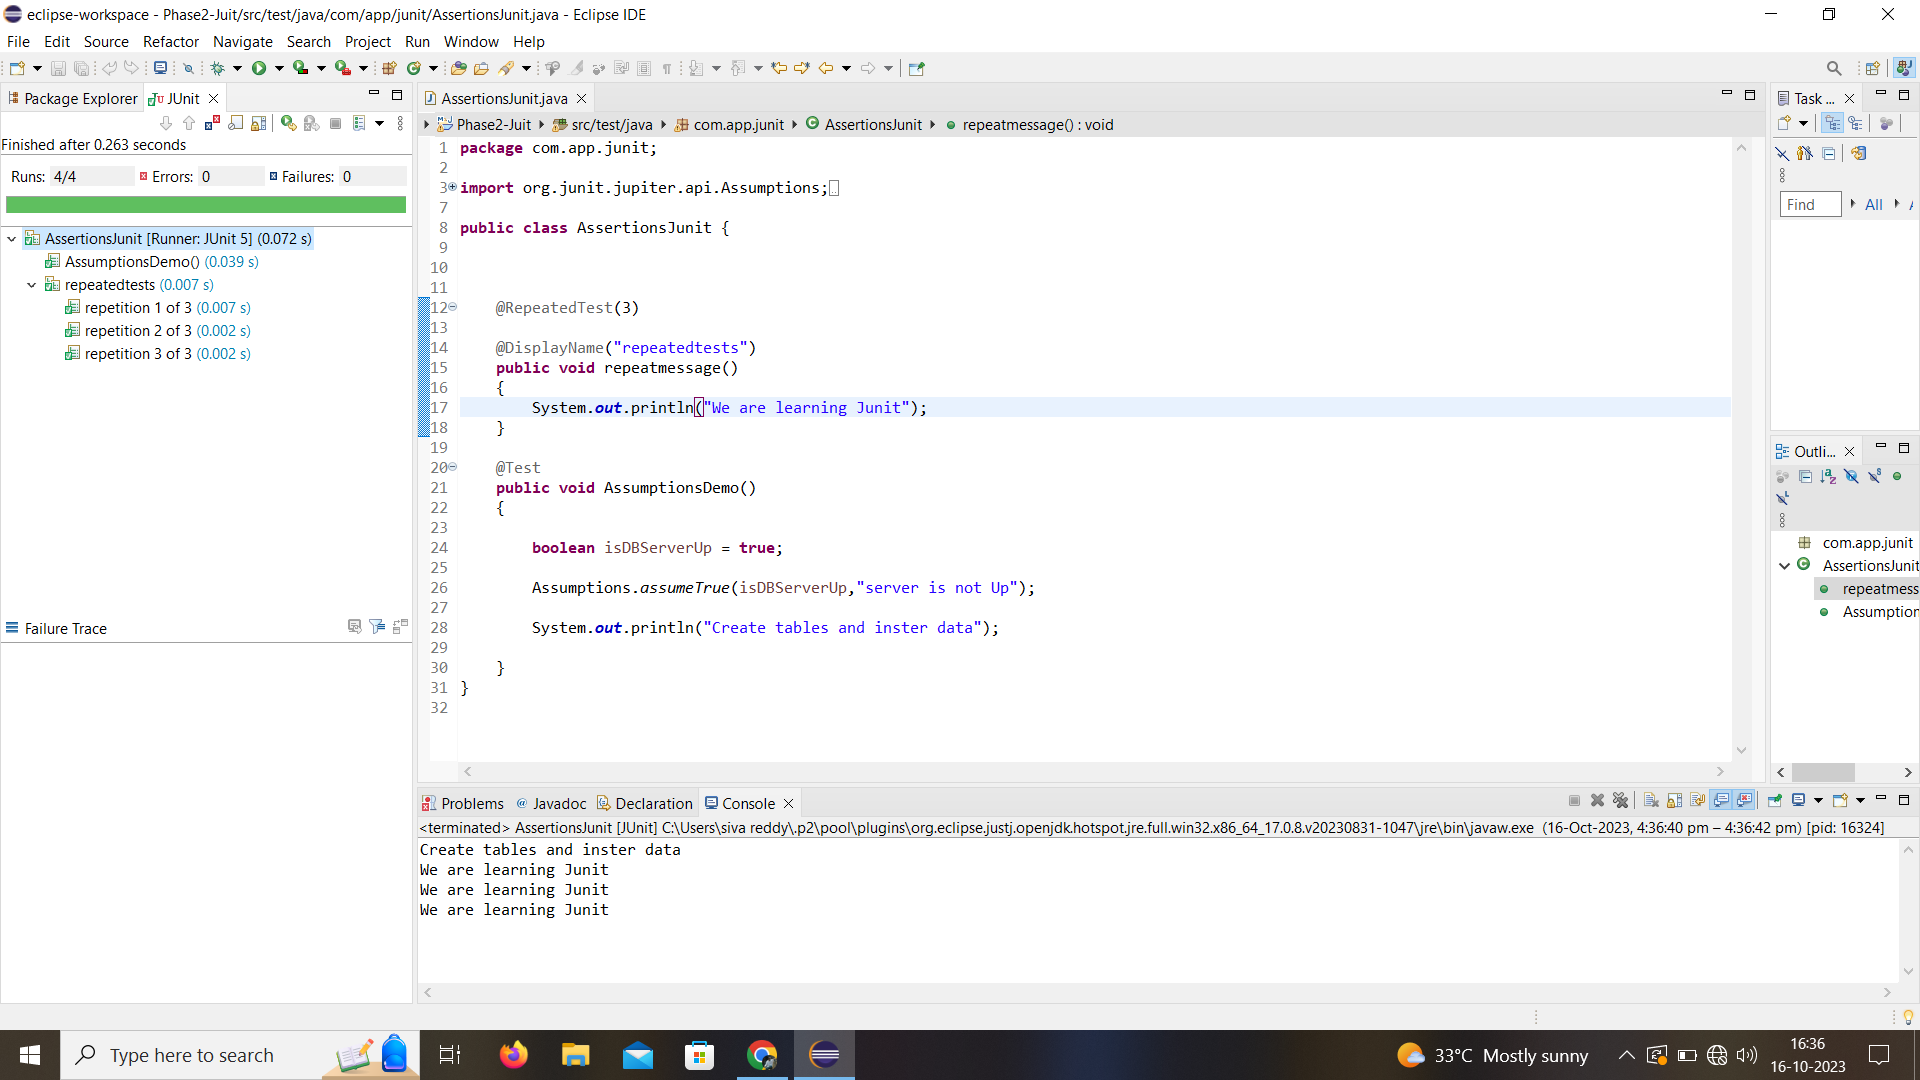 eclipse-workspace - Phase2-Juit/src/test/java/com/app/junit/AssertionsJunit.java - Eclipse IDE
File Edit Source Refactor Navigate Search Project Run Window Help
Package Explorer JUnit
Finished after 0.263 seconds
Runs: 4/4 Errors: 0 Failures: 0
AssertionsJunit [Runner: JUnit 5] (0.072 s)
AssumptionsDemo() (0.039 s)
repeatedtests (0.007 s)
repetition 1 of 3 (0.007 s)
repetition 2 of 3 (0.002 s)
repetition 3 of 3 (0.002 s)
Failure Trace
AssertionsJunit.java
Phase2-Juit src/test/java com.app.junit AssertionsJunit repeatmessage() : void
1 package com.app.junit;
2
3 import org.junit.jupiter.api.Assumptions;
7
8 public class AssertionsJunit {
9
10
11
12 @RepeatedTest(3)
13
14 @DisplayName("repeatedtests")
15 public void repeatmessage()
16 {
17 System.out.println("We are learning Junit");
18 }
19
20 @Test
21 public void AssumptionsDemo()
22 {
23
24 boolean isDBServerUp = true;
25
26 Assumptions.assumeTrue(isDBServerUp,"server is not Up");
27
28 System.out.println("Create tables and inster data");
29
30 }
31 }
32
Task ...
Find All
Outli...
com.app.junit
AssertionsJunit
repeatmess
Assumption
Problems Javadoc Declaration Console
<terminated> AssertionsJunit [JUnit] C:\Users\siva reddy\.p2\pool\plugins\org.eclipse.justj.openjdk.hotspot.jre.full.win32.x86_64_17.0.8.v20230831-1047\jre\bin\javaw.exe (16-Oct-2023, 4:36:40 pm – 4:36:42 pm) [pid: 16324]
Create tables and inster data
We are learning Junit
We are learning Junit
We are learning Junit
Type here to search
33°C Mostly sunny
16:36
16-10-2023